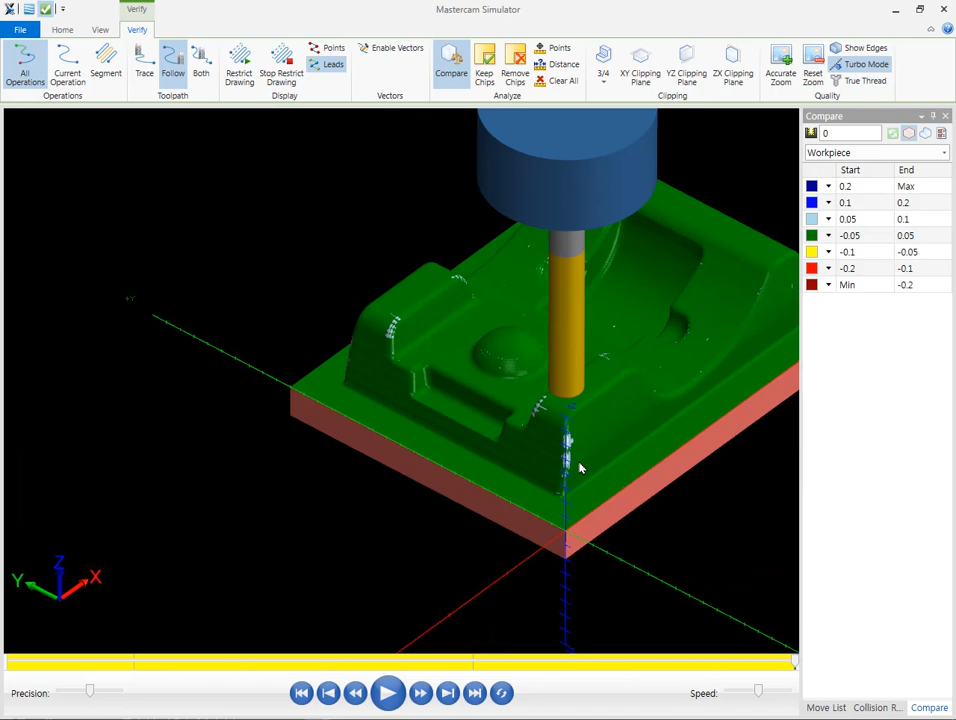 Verify
Mastercam Simulator
File
Home
View
Verify
All Operations
Current Operation
Segment
Operations
Trace
Follow
Both
Toolpath
Restrict Drawing
Stop Restrict Drawing
Points
Leads
Display
Enable Vectors
Vectors
Compare
Keep Chips
Remove Chips
Points
Distance
Clear All
Analyze
3/4
XY Clipping Plane
YZ Clipping Plane
ZX Clipping Plane
Clipping
Accurate Zoom
Reset Zoom
Show Edges
Turbo Mode
True Thread
Quality
Compare
0
Workpiece
Start End
0.2 Max
0.1 0.2
0.05 0.1
-0.05 0.05
-0.1 -0.05
-0.2 -0.1
Min -0.2
+Y
Z
Y
X
Precision:
Speed:
Move List
Collision R...
Compare